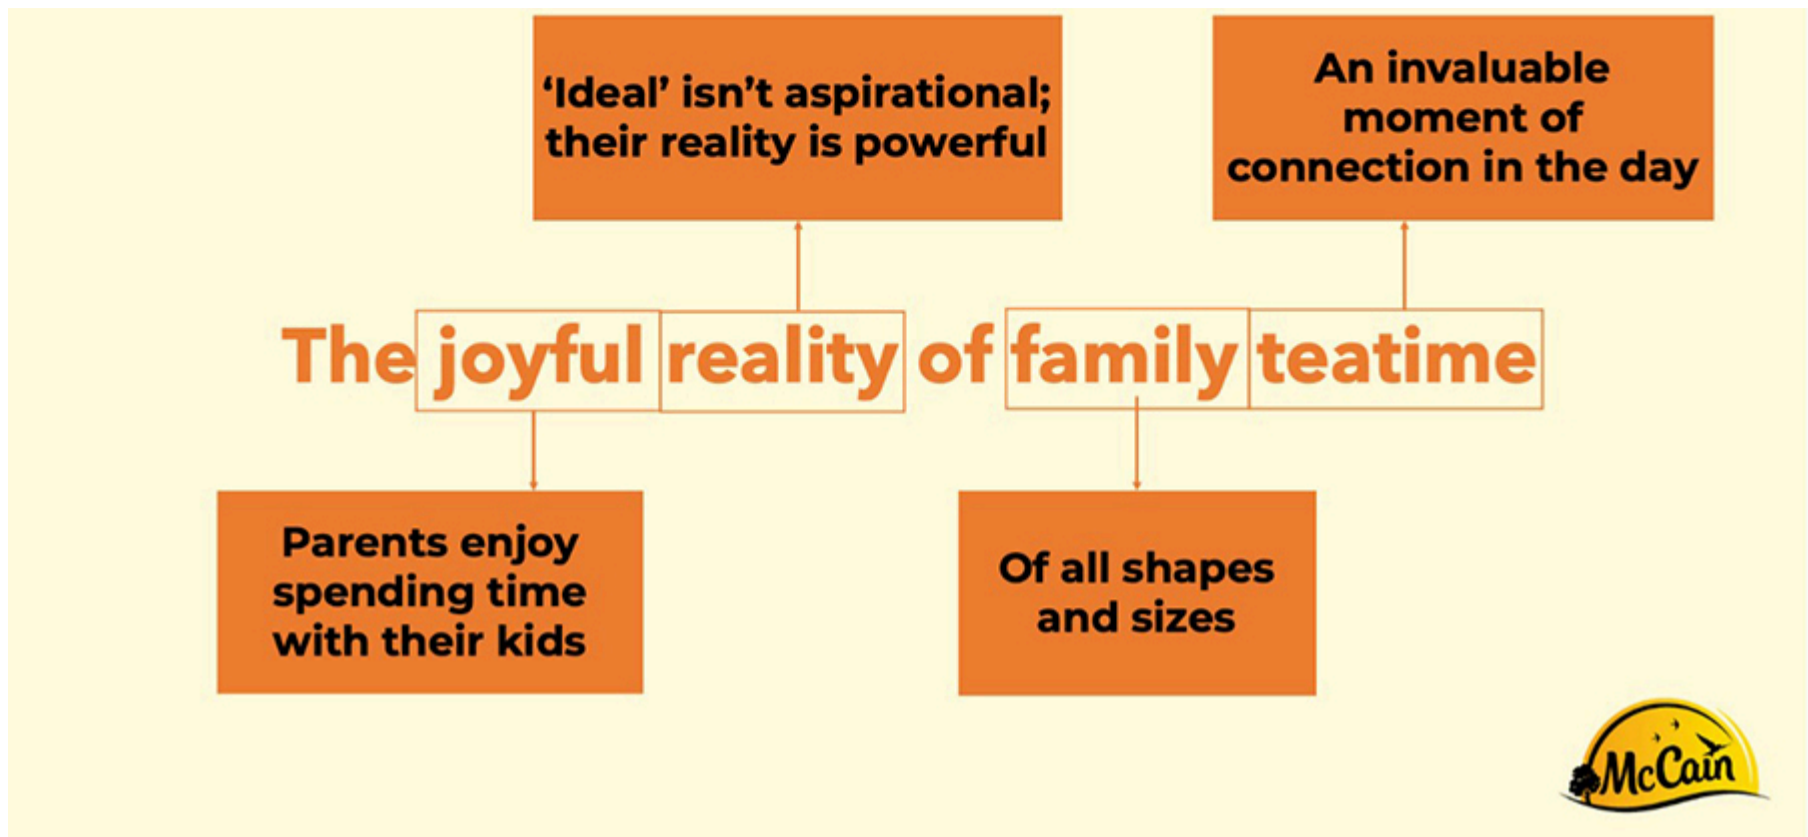 ‘Ideal’ isn’t aspirational;
their reality is powerful
An invaluable
moment of
connection in the day
The joyful reality of family teatime
Parents enjoy
spending time
with their kids
Of all shapes
and sizes
McCain